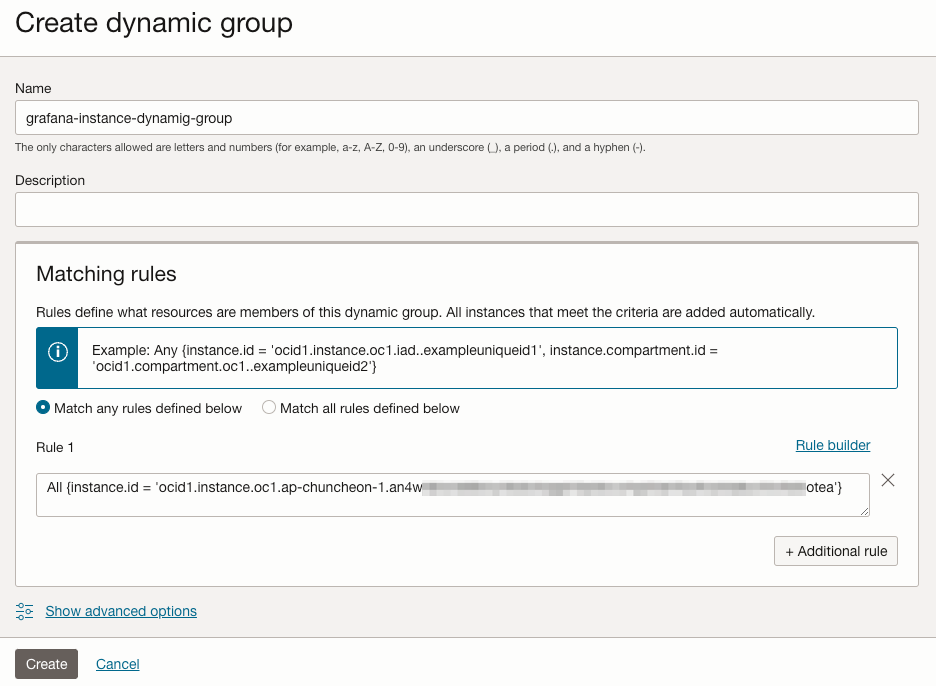 Create dynamic group
Name
grafana-instance-dynamig-group
The only characters allowed are letters and numbers (for example, a-z, A-Z, 0-9), an underscore (_), a period (.), and a hyphen (-).
Description
Matching rules
Rules define what resources are members of this dynamic group. All instances that meet the criteria are added automatically.
Example: Any {instance.id = 'ocid1.instance.oc1.iad..exampleuniqueid1', instance.compartment.id =
'ocid1.compartment.oc1..exampleuniqueid2'}
Match any rules defined below Match all rules defined below
Rule 1 Rule builder
All {instance.id = 'ocid1.instance.oc1.ap-chuncheon-1.an4w otea'}
+ Additional rule
Show advanced options
Create Cancel